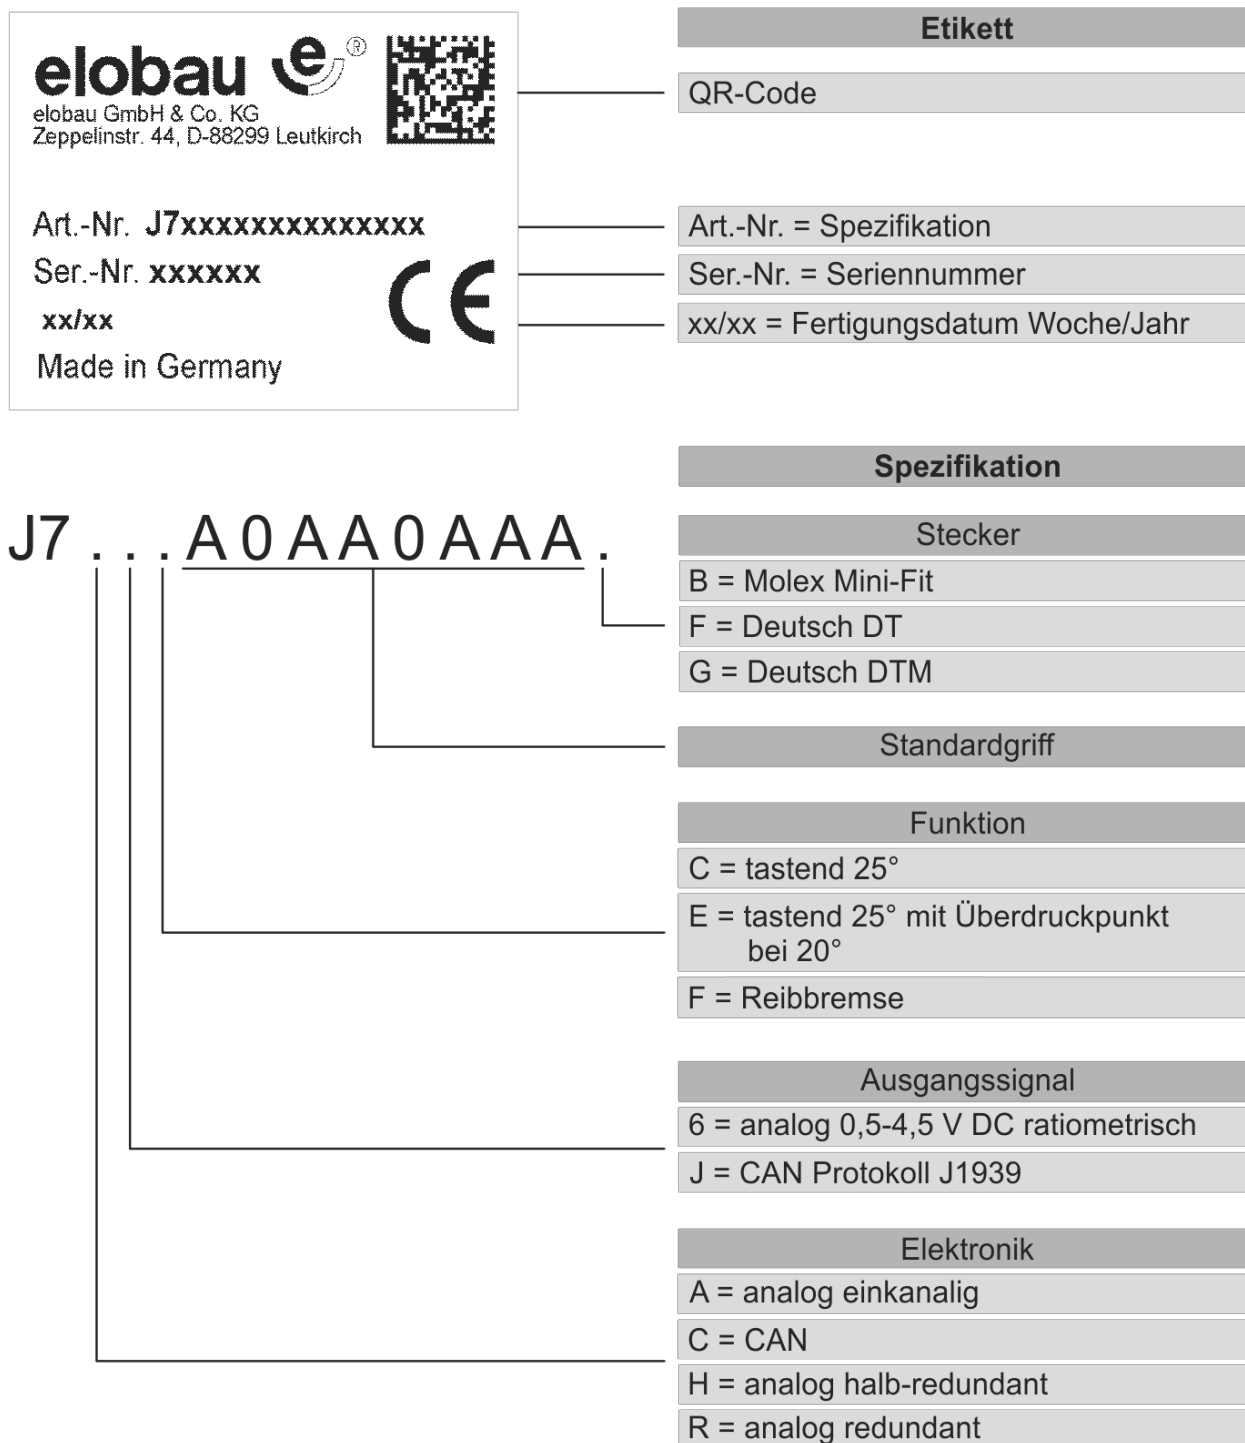 elobau e®
elobau GmbH & Co. KG
Zeppelinstr. 44, D-88299 Leutkirch
Art.-Nr. J7xxxxxxxxxxxxxx
Ser.-Nr. xxxxxx
xx/xx
CE
Made in Germany
Etikett
QR-Code
Art.-Nr. = Spezifikation
Ser.-Nr. = Seriennummer
xx/xx = Fertigungsdatum Woche/Jahr
J7 . . . A 0 A A 0 A A A .
Spezifikation
Stecker
B = Molex Mini-Fit
F = Deutsch DT
G = Deutsch DTM
Standardgriff
Funktion
C = tastend 25°
E = tastend 25° mit Überdruckpunkt
bei 20°
F = Reibbremse
Ausgangssignal
6 = analog 0,5-4,5 V DC ratiometrisch
J = CAN Protokoll J1939
Elektronik
A = analog einkanalig
C = CAN
H = analog halb-redundant
R = analog redundant